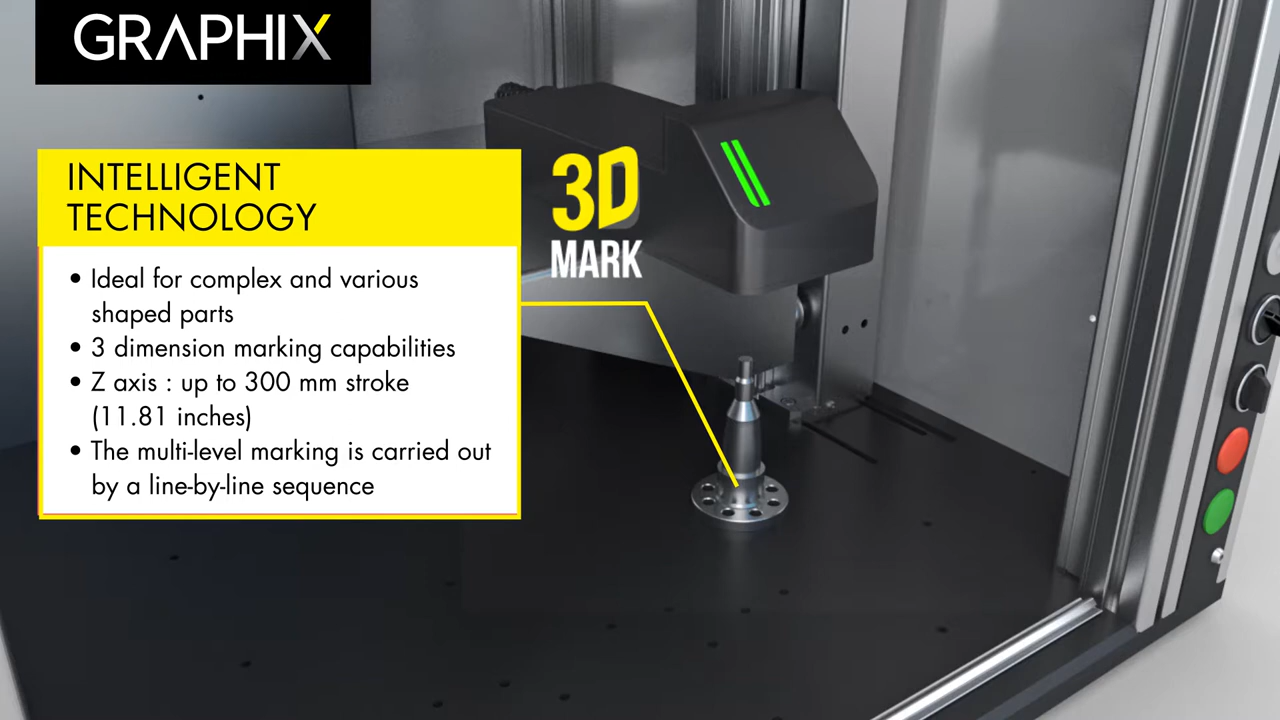 GRAPHIX
INTELLIGENT
TECHNOLOGY
• Ideal for complex and various
shaped parts
• 3 dimension marking capabilities
• Z axis : up to 300 mm stroke
(11.81 inches)
• The multi-level marking is carried out
by a line-by-line sequence
3D
MARK